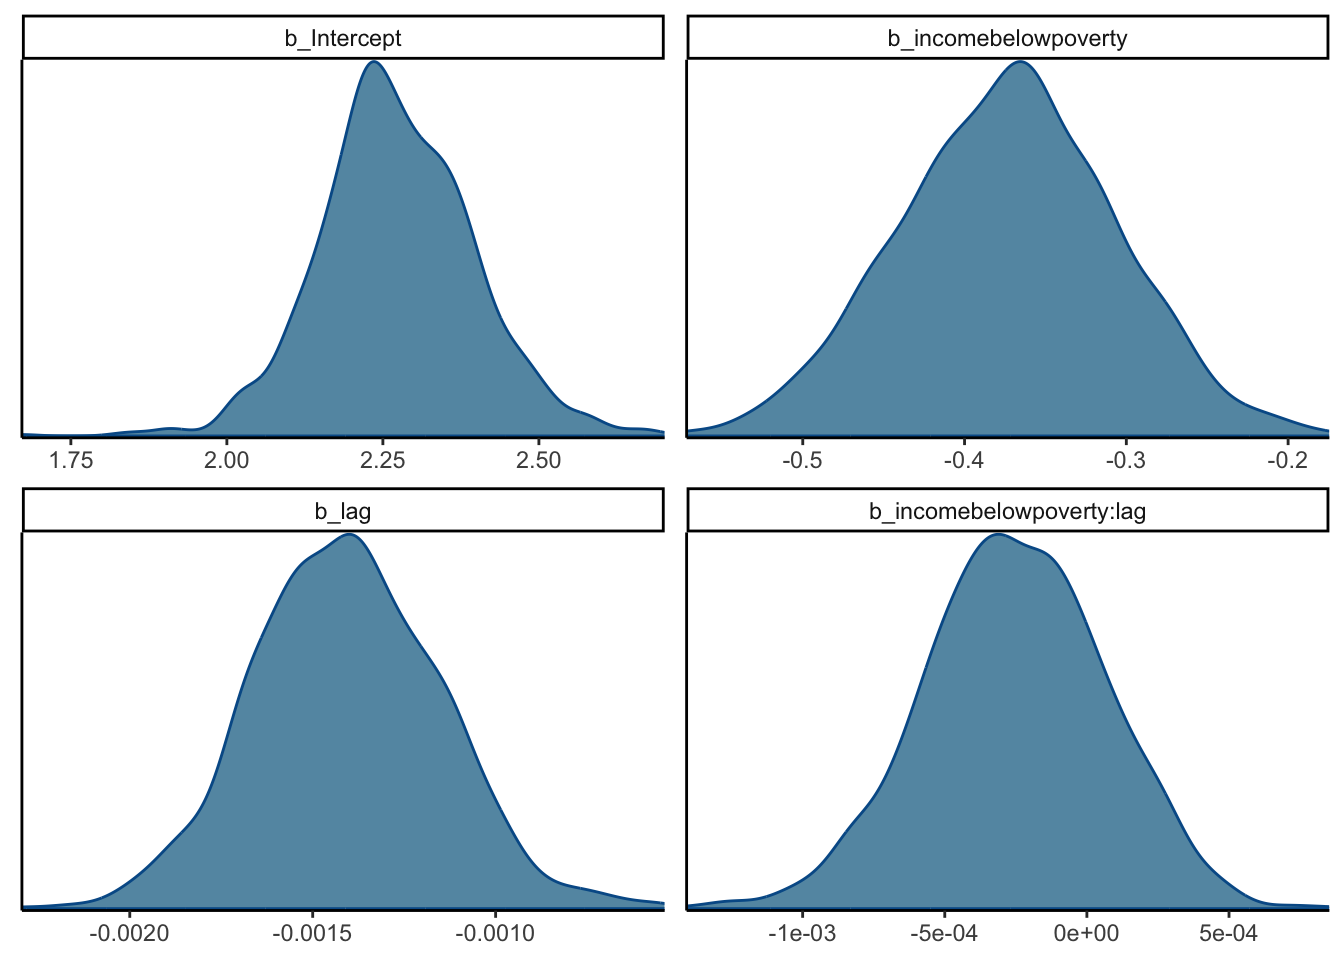 b_Intercept
b_incomebelowpoverty
1.75 2.00 2.25 2.50
-0.5 -0.4 -0.3 -0.2
b_lag
b_incomebelowpoverty:lag
-0.0020 -0.0015 -0.0010
-1e-03 -5e-04 0e+00 5e-04